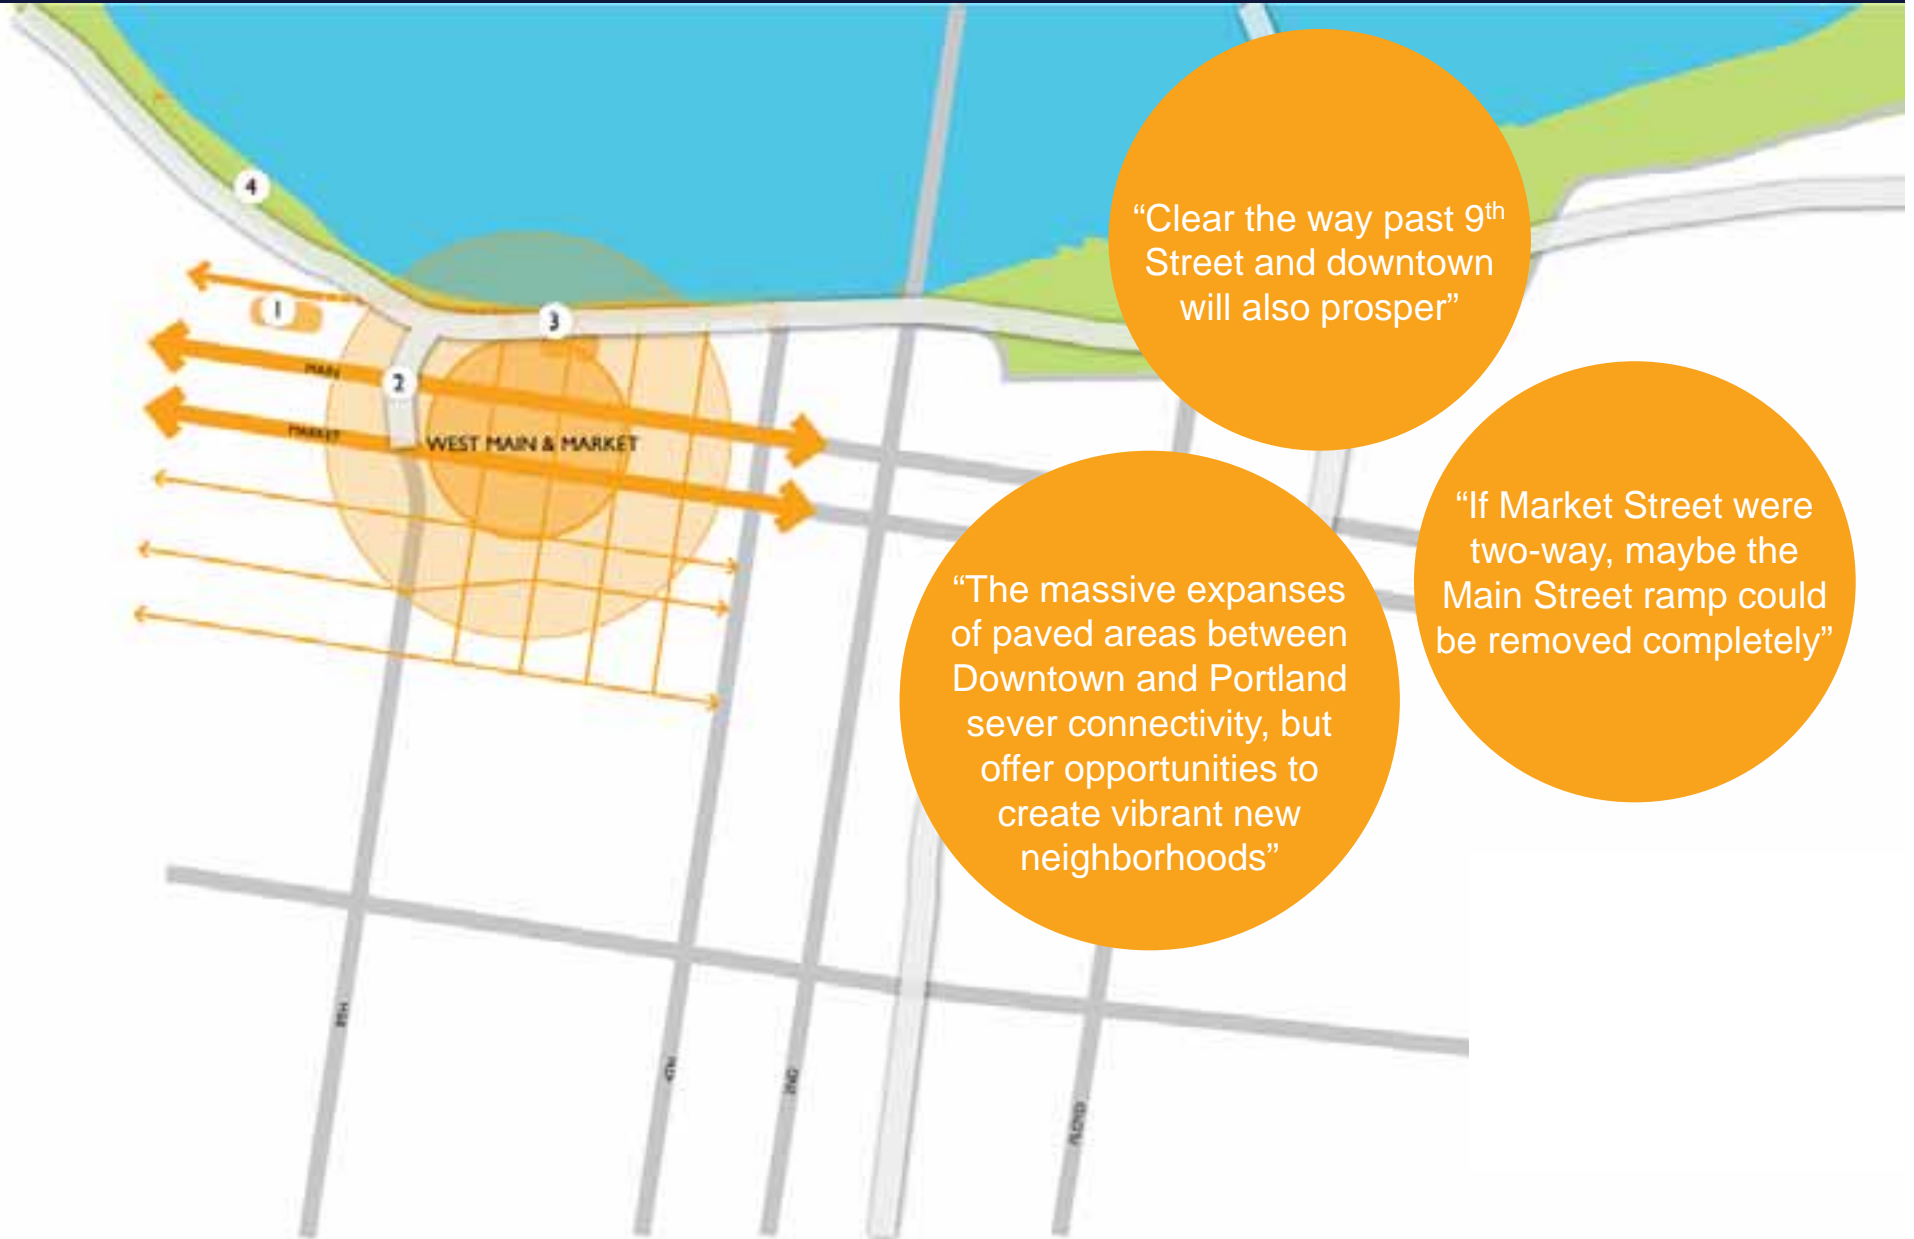 4
1
3
MAIN
2
MARKET
WEST MAIN & MARKET
“Clear the way past 9th
Street and downtown
will also prosper”
“If Market Street were
two-way, maybe the
Main Street ramp could
be removed completely”
“The massive expanses
of paved areas between
Downtown and Portland
sever connectivity, but
offer opportunities to
create vibrant new
neighborhoods”
2ND
FLOYD